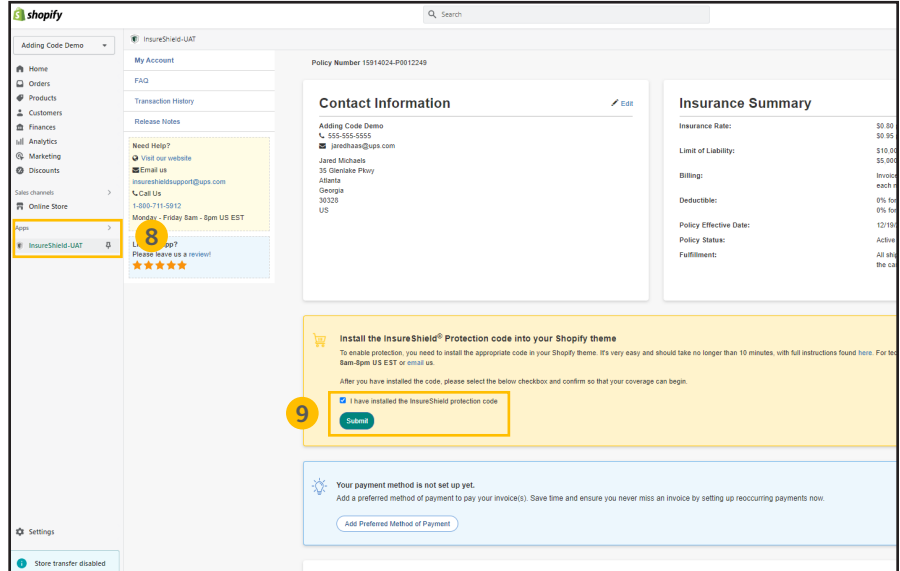 shopify
Search
Adding Code Demo
Home
Orders
Products
Customers
Finances
Analytics
Marketing
Discounts
Sales channels
Online Store
Apps
InsureShield-UAT
Settings
Store transfer disabled
InsureShield-UAT
My Account
FAQ
Transaction History
Release Notes
Need Help?
Visit our website
Email us
insureshieldsupport@ups.com
Call Us
1-800-711-5912
Monday - Friday 8am - 8pm US EST
8
Please leave us a review!
Policy Number 15914024-P0012249
Contact Information
Edit
Adding Code Demo
555-555-5555
jaredhaas@ups.com
Jared Michaels
35 Glenlake Pkwy
Atlanta
Georgia
30328
US
Insurance Summary
Insurance Rate: $0.80
$0.95
Limit of Liability: $10,00
$5,000
Billing: Invoice
each m
Deductible: 0% for
0% for
Policy Effective Date: 12/19/
Policy Status: Active
Fulfillment: All ship
the ca
Install the InsureShield® Protection code into your Shopify theme
To enable protection, you need to install the appropriate code in your Shopify theme. It's very easy and should take no longer than 10 minutes, with full instructions found here. For tec
8am-8pm US EST or email us.
After you have installed the code, please select the below checkbox and confirm so that your coverage can begin.
I have installed the InsureShield protection code
9
Submit
Your payment method is not set up yet.
Add a preferred method of payment to pay your invoice(s). Save time and ensure you never miss an invoice by setting up reoccurring payments now.
Add Preferred Method of Payment